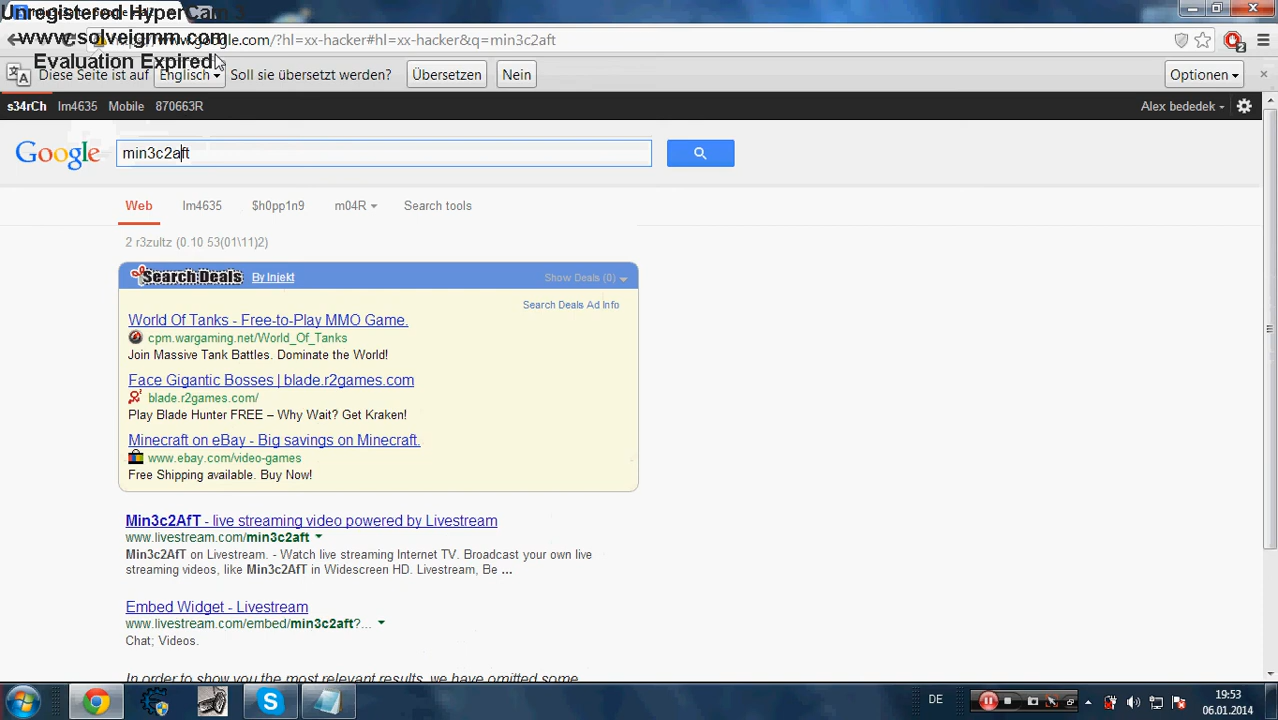 Unregistered HyperCam 3
www.solveigmm.com
Evaluation Expired!
www.google.com/?hl=xx-hacker#hl=xx-hacker&q=min3c2aft
2
Diese Seite ist auf Englisch Soll sie übersetzt werden? Übersetzen Nein Optionen
s34rCh Im4635 Mobile 870663R Alex bededek
Google min3c2aft
Web Im4635 $h0pp1n9 m04R Search tools
2 r3zultz (0.10 53(01\11)2)
Search Deals By Injekt Show Deals (0)
Search Deals Ad Info
World Of Tanks - Free-to-Play MMO Game.
cpm.wargaming.net/World_Of_Tanks
Join Massive Tank Battles. Dominate the World!
Face Gigantic Bosses | blade.r2games.com
blade.r2games.com/
Play Blade Hunter FREE – Why Wait? Get Kraken!
Minecraft on eBay - Big savings on Minecraft.
www.ebay.com/video-games
Free Shipping available. Buy Now!
Min3c2AfT - live streaming video powered by Livestream
www.livestream.com/min3c2aft
Min3c2AfT on Livestream. - Watch live streaming Internet TV. Broadcast your own live
streaming videos, like Min3c2AfT in Widescreen HD. Livestream, Be ...
Embed Widget - Livestream
www.livestream.com/embed/min3c2aft?...
Chat; Videos.
In order to show you the most relevant results, we have omitted some
DE 19:53
06.01.2014